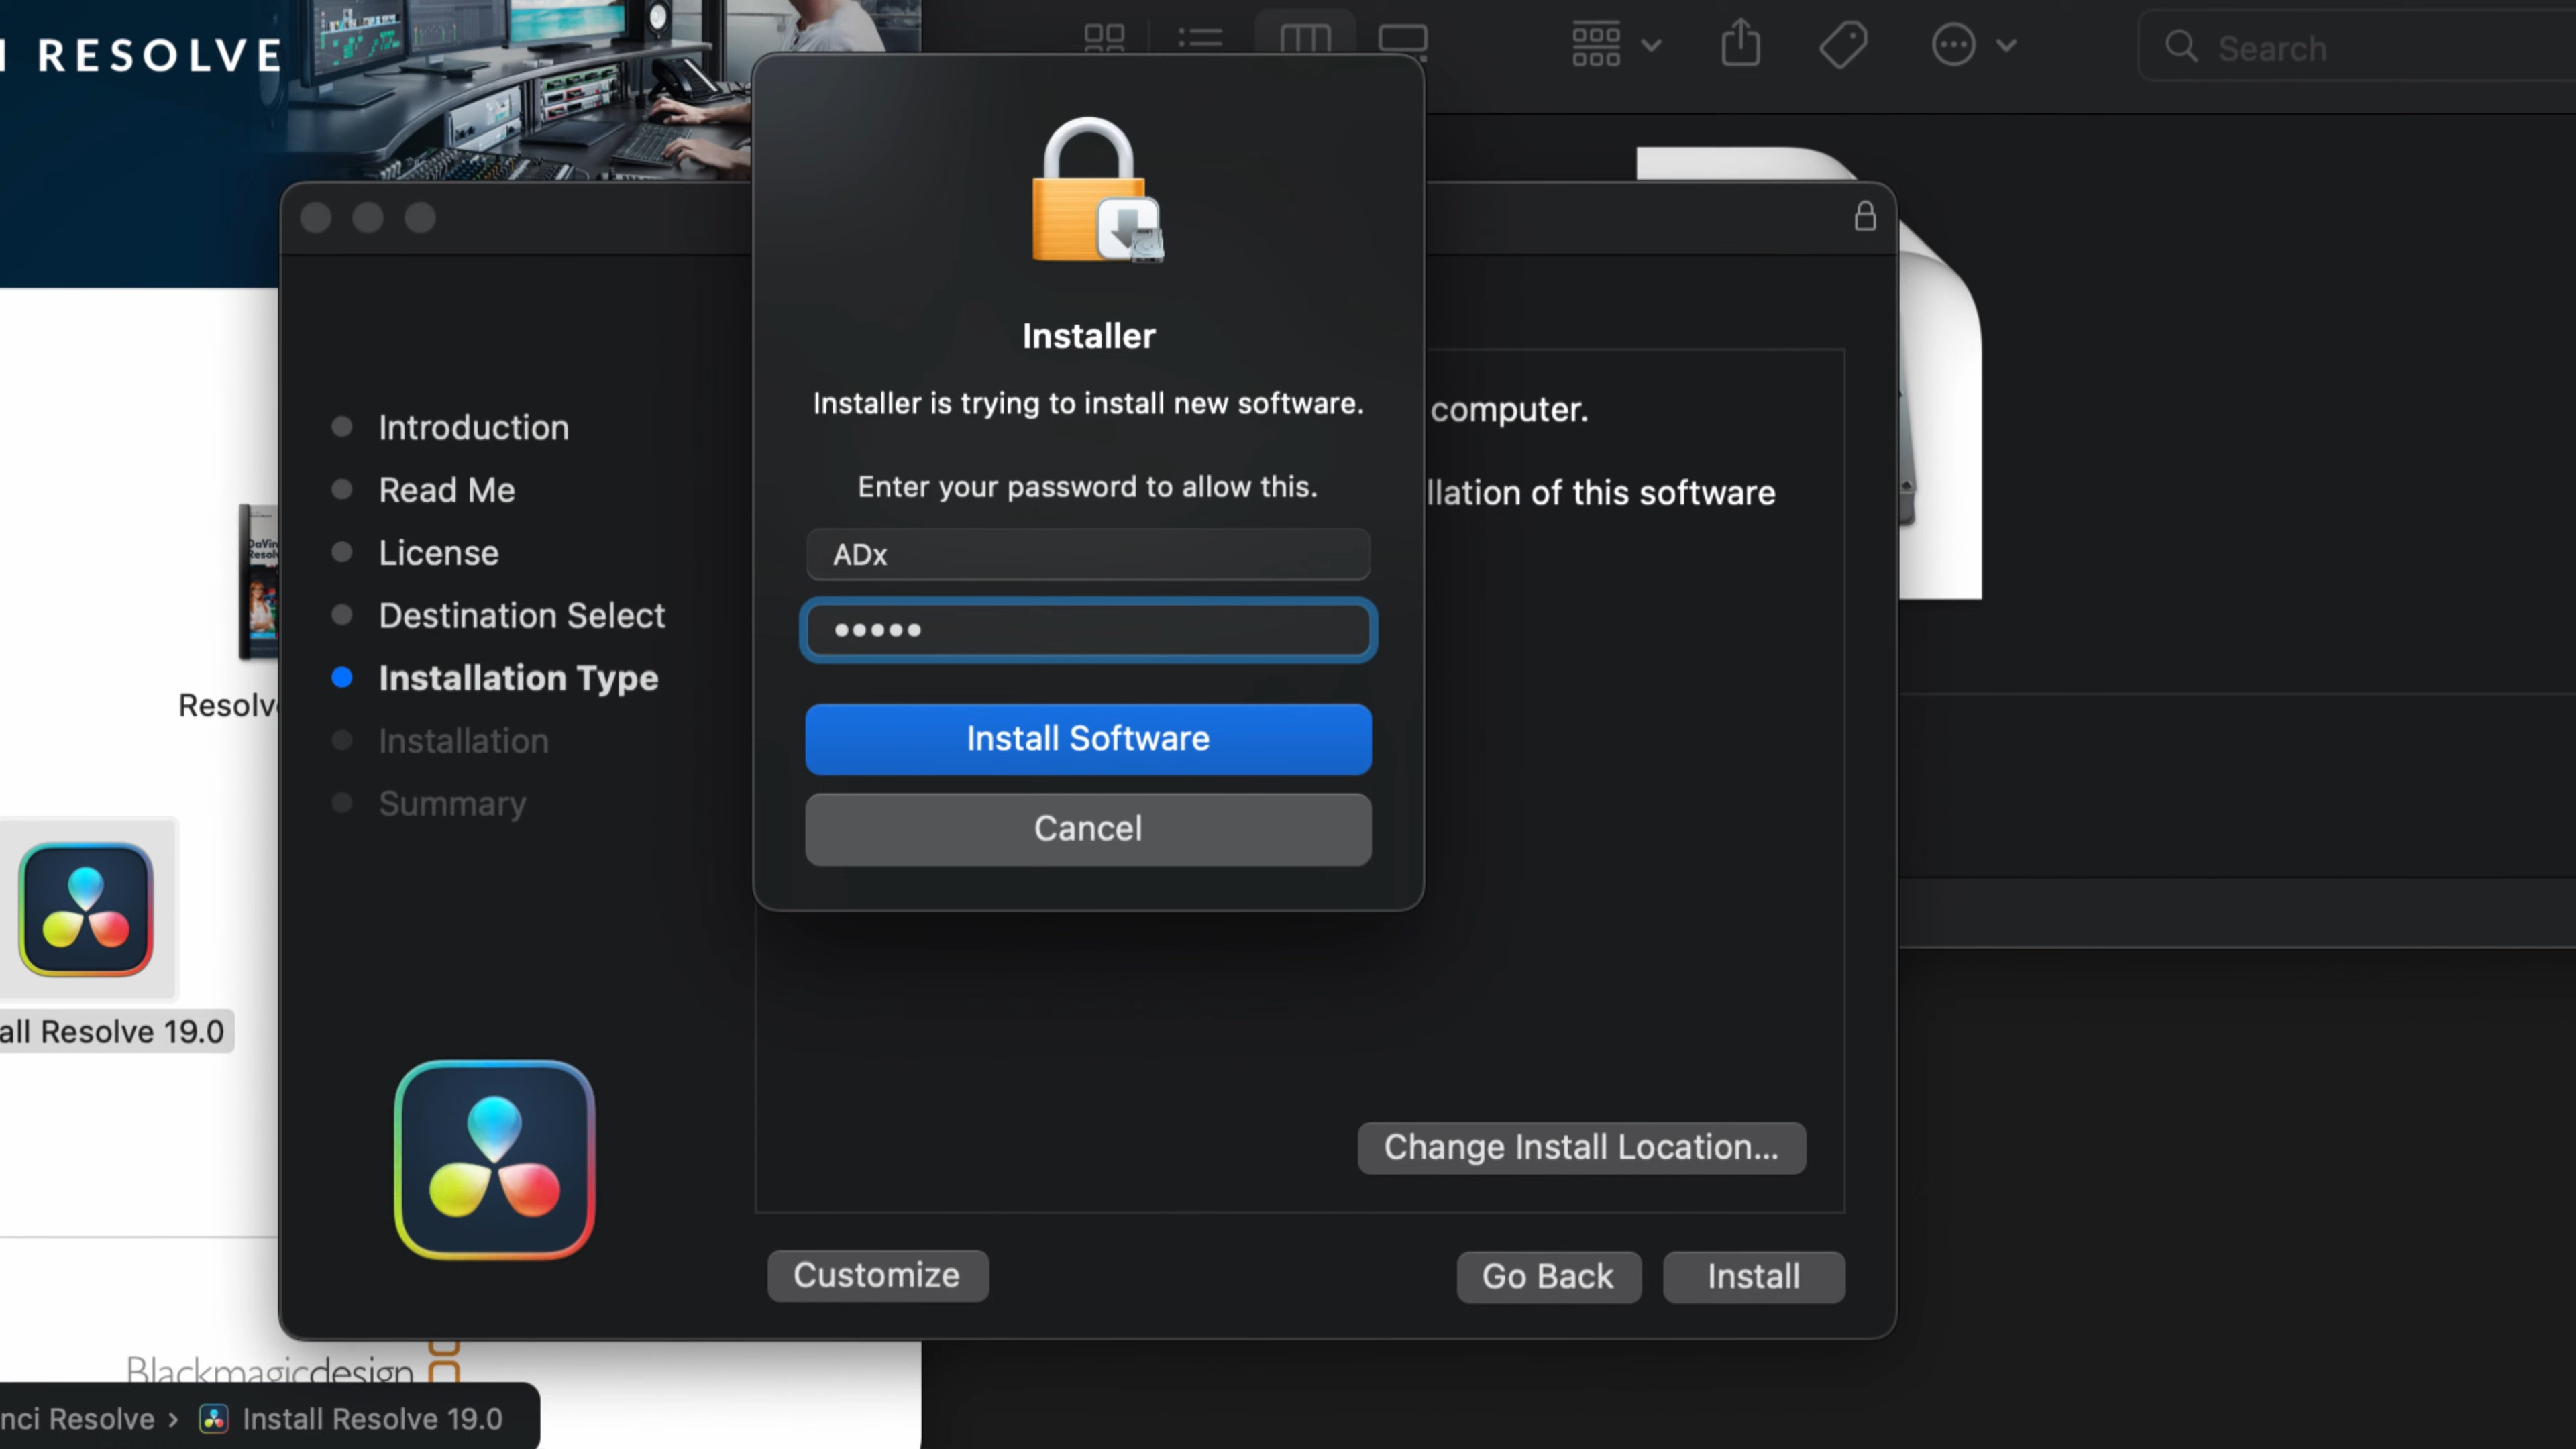 I RESOLVE
Search
Installer
Installer is trying to install new software.
Enter your password to allow this.
ADx
Install Software
Cancel
computer.
llation of this software
Introduction
Read Me
License
Destination Select
Installation Type
Installation
Summary
DaVin
Resolv
Resolve
all Resolve 19.0
Change Install Location...
Customize
Go Back
Install
Blackmagicdesign
nci Resolve › Install Resolve 19.0